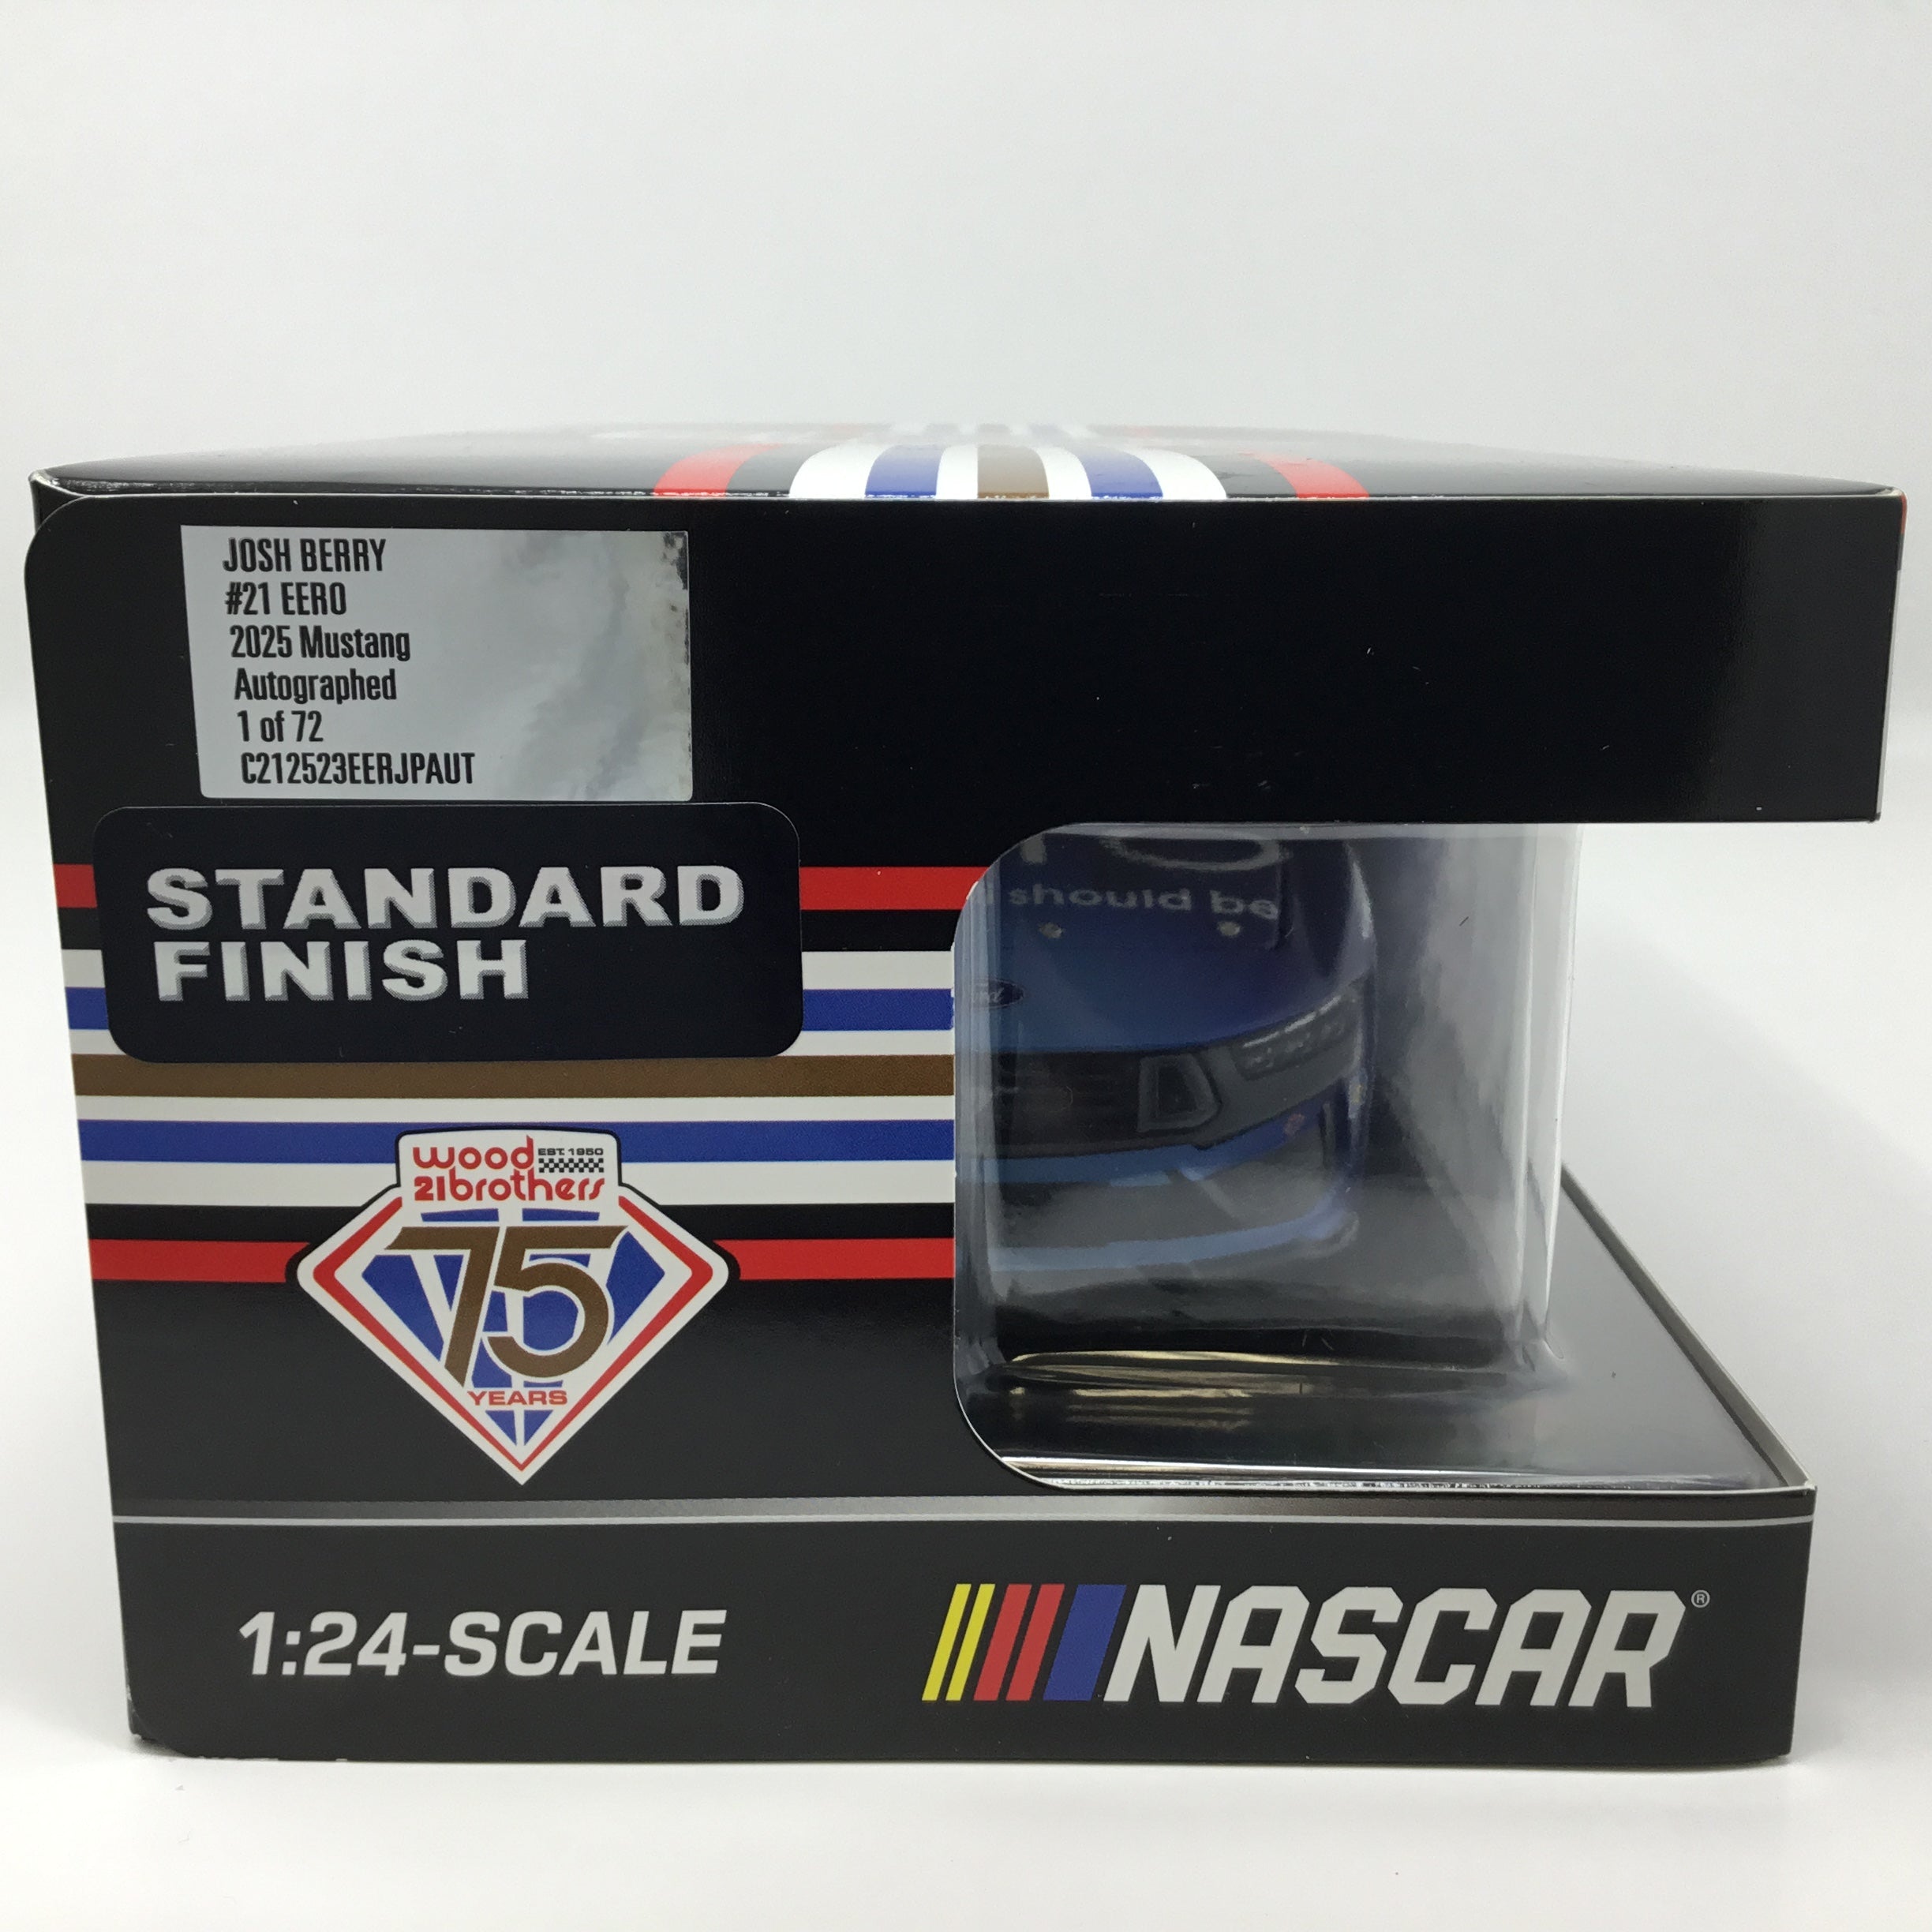 JOSH BERRY
#21 EERO
2025 Mustang
Autographed
1 of 72
C212523EERJPAUT
STANDARD
FINISH
should be
wood
EST. 1950
21brothers
75
YEARS
1:24-SCALE
NASCAR®